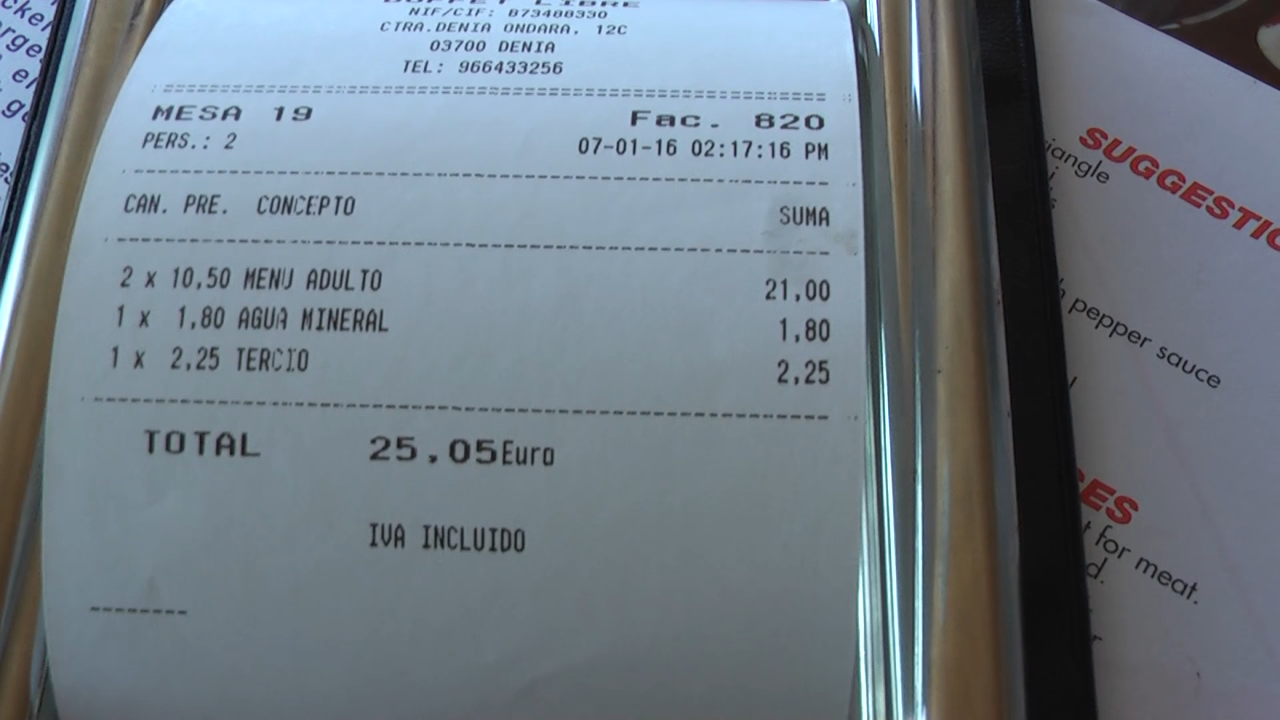 BUFFET LIBRE
NIF/CIF: B73488330
CTRA.DENIA ONDARA, 12C
03700 DENIA
TEL: 966433256
MESA 19 Fac. 820
PERS.: 2 07-01-16 02:17:16 PM
CAN. PRE. CONCEPTO SUMA
2 x 10,50 MENU ADULTO 21,00
1 x 1,80 AGUA MINERAL 1,80
1 x 2,25 TERCIO 2,25
TOTAL 25,05Euro
IVA INCLUIDO
pepper sauce
for meat.